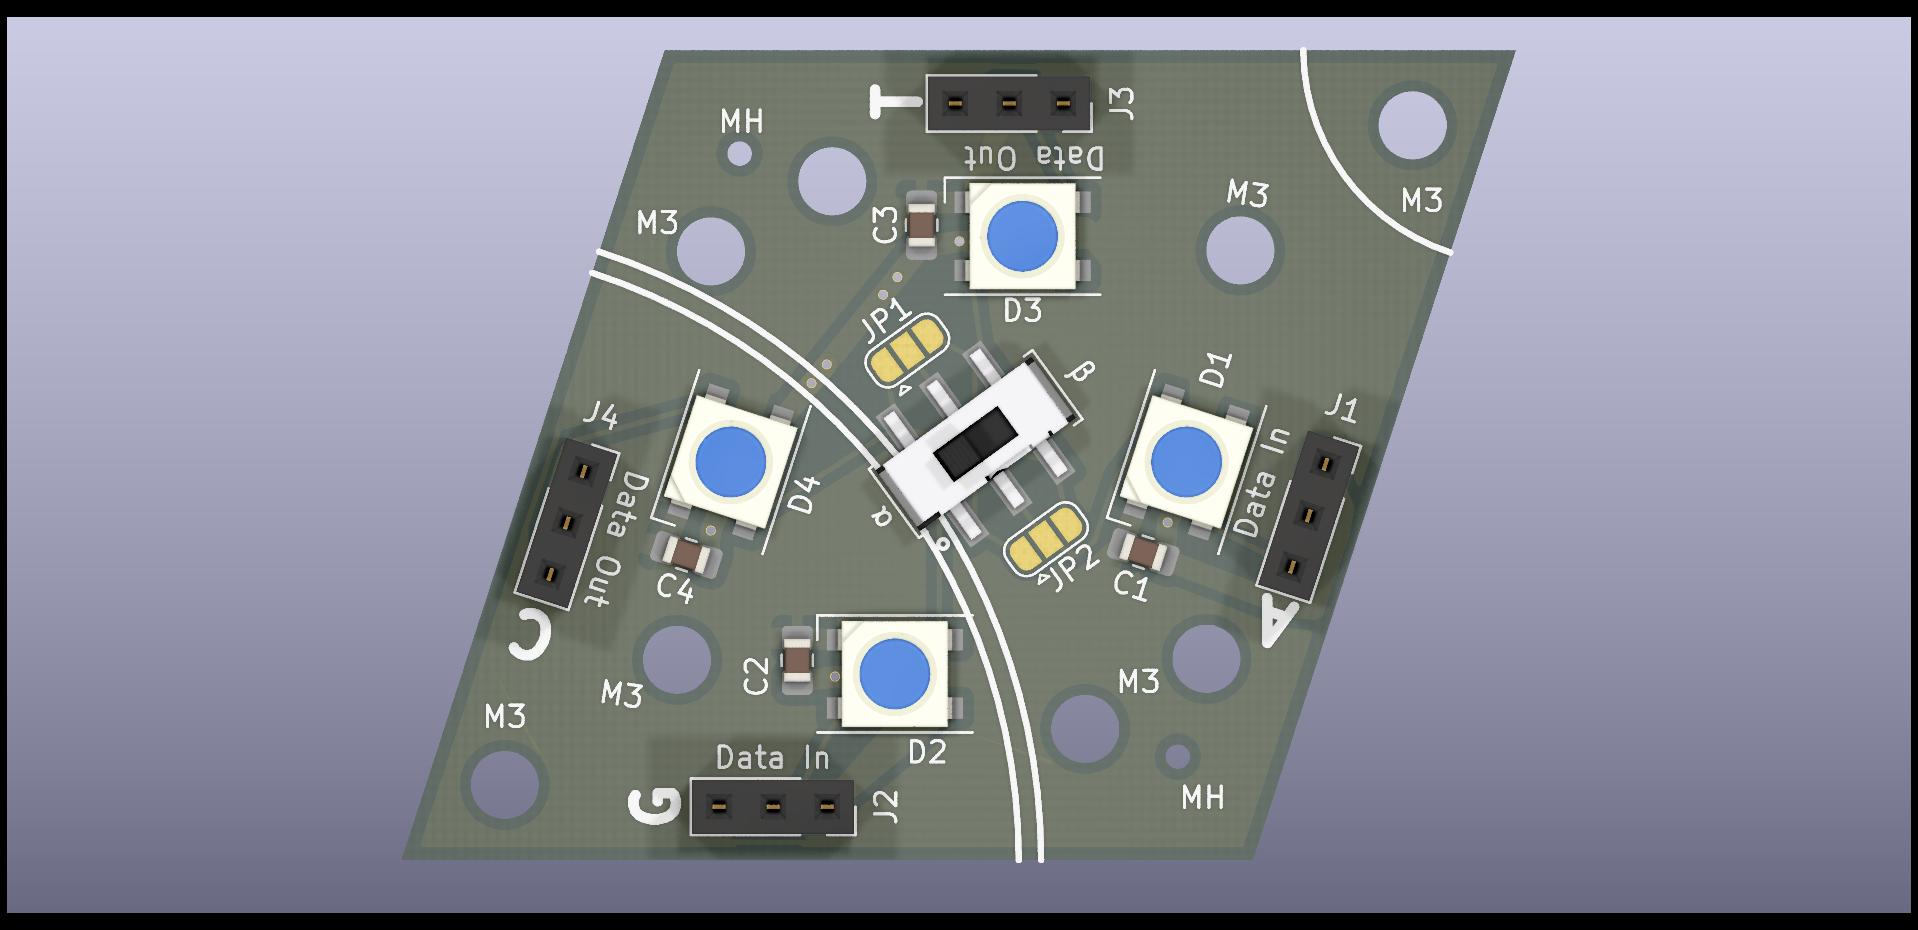 T
J3
MH
Data Out
M3
M3
M3
C3
D3
JP1
β
D1
J1
J4
Data In
Data Out
D4
α
JP2
C4
C1
C
A
C2
M3
M3
M3
D2
Data In
MH
G
J2